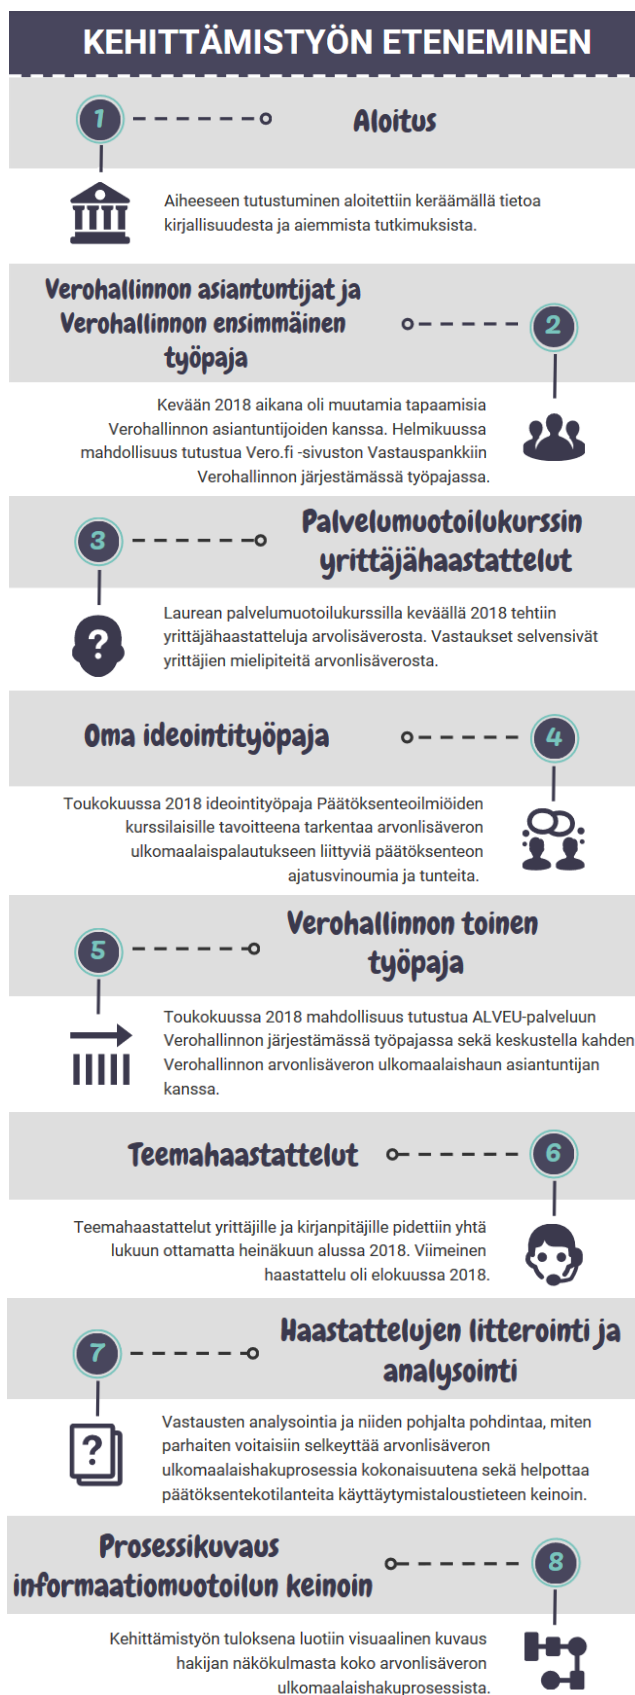 KEHITTÄMISTYÖN ETENEMINEN
1
Aloitus
Aiheeseen tutustuminen aloitettiin keräämällä tietoa
kirjallisuudesta ja aiemmista tutkimuksista.
Verohallinnon asiantuntijat ja
Verohallinnon ensimmäinen
työpaja
2
Kevään 2018 aikana oli muutamia tapaamisia
Verohallinnon asiantuntijoiden kanssa. Helmikuussa
mahdollisuus tutustua Vero.fi -sivuston Vastauspankkiin
Verohallinnon järjestämässä työpajassa.
3
Palvelumuotoilukurssin
yrittäjähaastattelut
?
Laurean palvelumuotoilukurssilla keväällä 2018 tehtiin
yrittäjähaastatteluja arvolisäverosta. Vastaukset selvensivät
yrittäjien mielipiteitä arvonlisäverosta.
Oma ideointityöpaja
4
Toukokuussa 2018 ideointityöpaja Päätöksenteoilmiöiden
kurssilaisille tavoitteena tarkentaa arvonlisäveron
ulkomaalaispalautukseen liittyviä päätöksenteon
ajatusvinoumia ja tunteita.
5
Verohallinnon toinen
työpaja
Toukokuussa 2018 mahdollisuus tutustua ALVEU-palveluun
Verohallinnon järjestämässä työpajassa sekä keskustella kahden
Verohallinnon arvonlisäveron ulkomaalaishaun asiantuntijan
kanssa.
Teemahaastattelut
6
Teemahaastattelut yrittäjille ja kirjanpitäjille pidettiin yhtä
lukuun ottamatta heinäkuun alussa 2018. Viimeinen
haastattelu oli elokuussa 2018.
7
Haastattelujen litterointi ja
analysointi
?
Vastausten analysointia ja niiden pohjalta pohdintaa, miten
parhaiten voitaisiin selkeyttää arvonlisäveron
ulkomaalaishakuprosessia kokonaisuutena sekä helpottaa
päätöksentekotilanteita käyttäytymistaloustieteen keinoin.
Prosessikuvaus
informaatiomuotoilun keinoin
8
Kehittämistyön tuloksena luotiin visuaalinen kuvaus
hakijan näkökulmasta koko arvonlisäveron
ulkomaalaishakuprosessista.